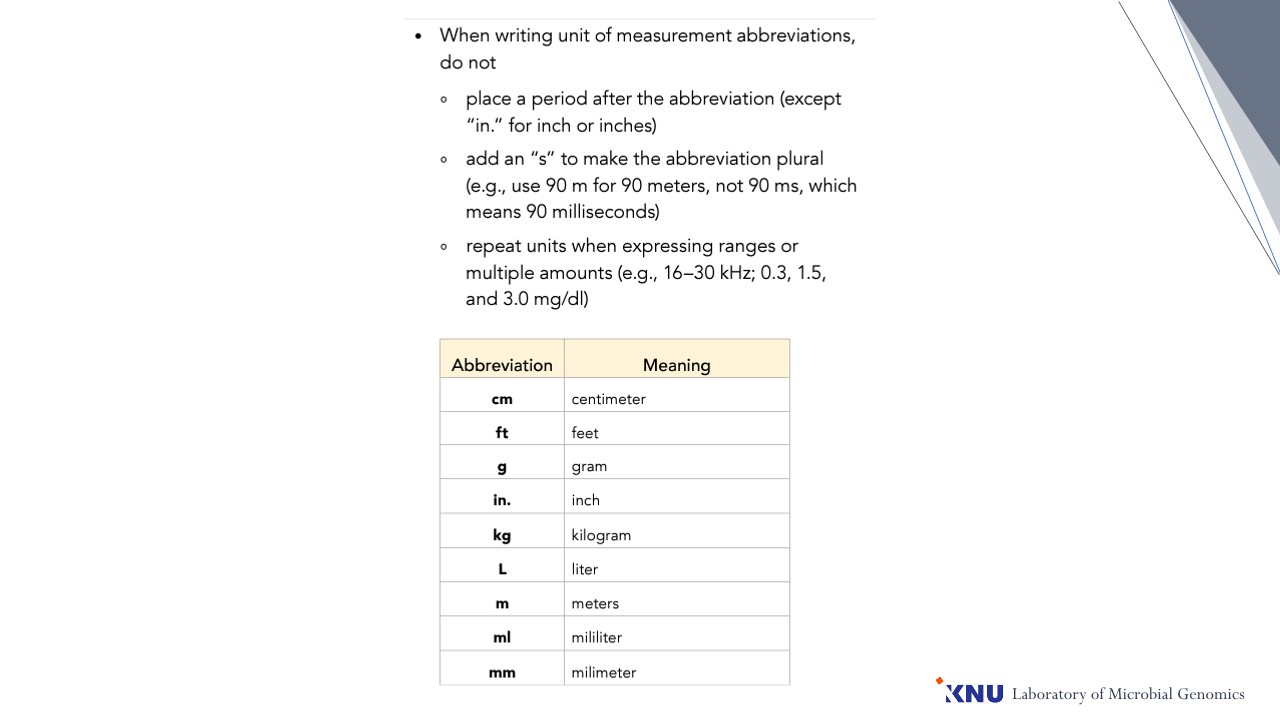 • When writing unit of measurement abbreviations,
do not
◦ place a period after the abbreviation (except
“in.” for inch or inches)
◦ add an “s” to make the abbreviation plural
(e.g., use 90 m for 90 meters, not 90 ms, which
means 90 milliseconds)
◦ repeat units when expressing ranges or
multiple amounts (e.g., 16–30 kHz; 0.3, 1.5,
and 3.0 mg/dl)
Abbreviation Meaning
cm centimeter
ft feet
g gram
in. inch
kg kilogram
L liter
m meters
ml mililiter
mm milimeter
KNU Laboratory of Microbial Genomics